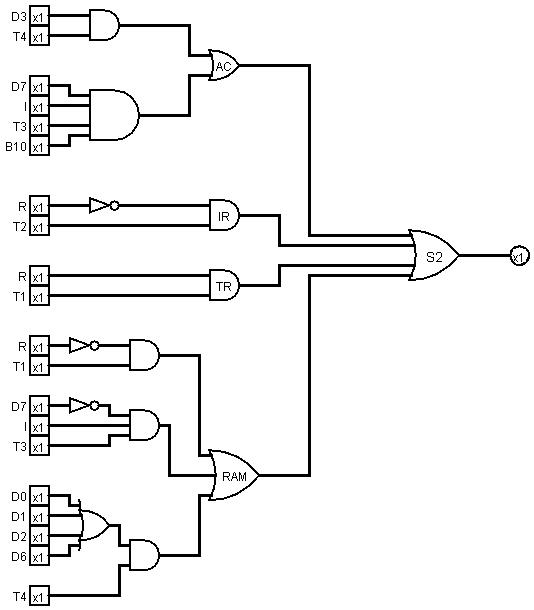 D3 x1
T4 x1
AC
D7 x1
I x1
T3 x1
B10 x1
R x1
IR
T2 x1
S2
x1
R x1
TR
T1 x1
R x1
T1 x1
D7 x1
I x1
T3 x1
RAM
D0 x1
D1 x1
D2 x1
D6 x1
T4 x1